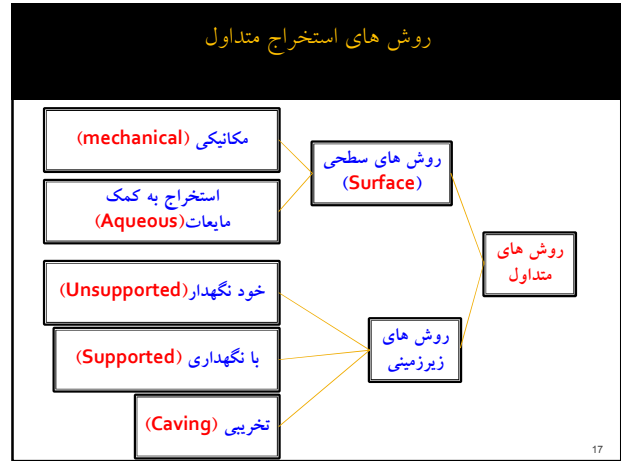 روش های استخراج متداول
روش های
متداول
روش های سطحی
(Surface)
مکانیکی (mechanical)
استخراج به کمک
مایعات(Aqueous)
روش های
زیرزمینی
خود نگهدار(Unsupported)
با نگهداری (Supported)
تخریبی (Caving)
17